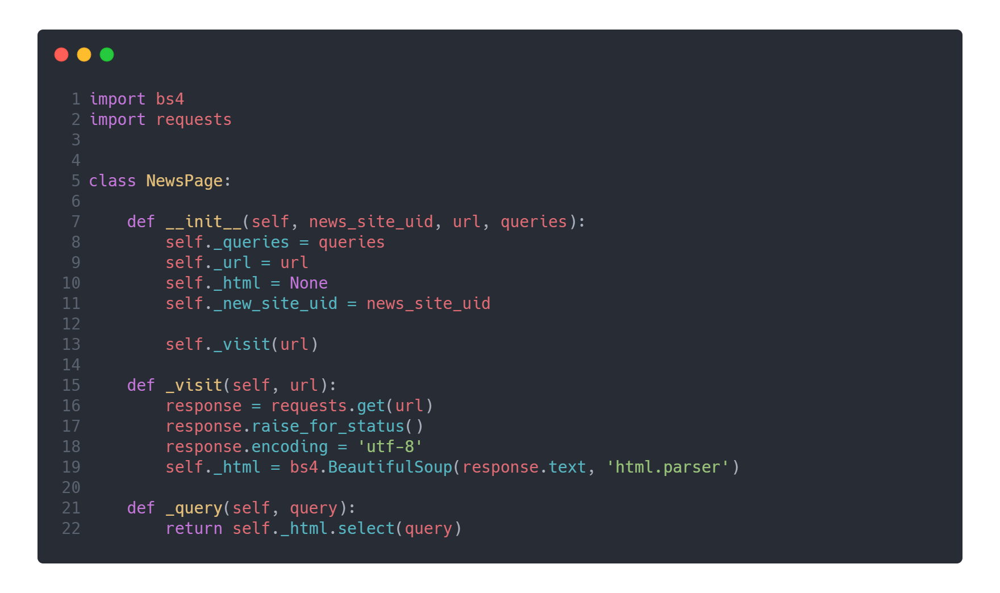 1 import bs4
2 import requests
3
4
5 class NewsPage:
6
7     def __init__(self, news_site_uid, url, queries):
8         self._queries = queries
9         self._url = url
10         self._html = None
11         self._new_site_uid = news_site_uid
12
13         self._visit(url)
14
15     def _visit(self, url):
16         response = requests.get(url)
17         response.raise_for_status()
18         response.encoding = 'utf-8'
19         self._html = bs4.BeautifulSoup(response.text, 'html.parser')
20
21     def _query(self, query):
22         return self._html.select(query)